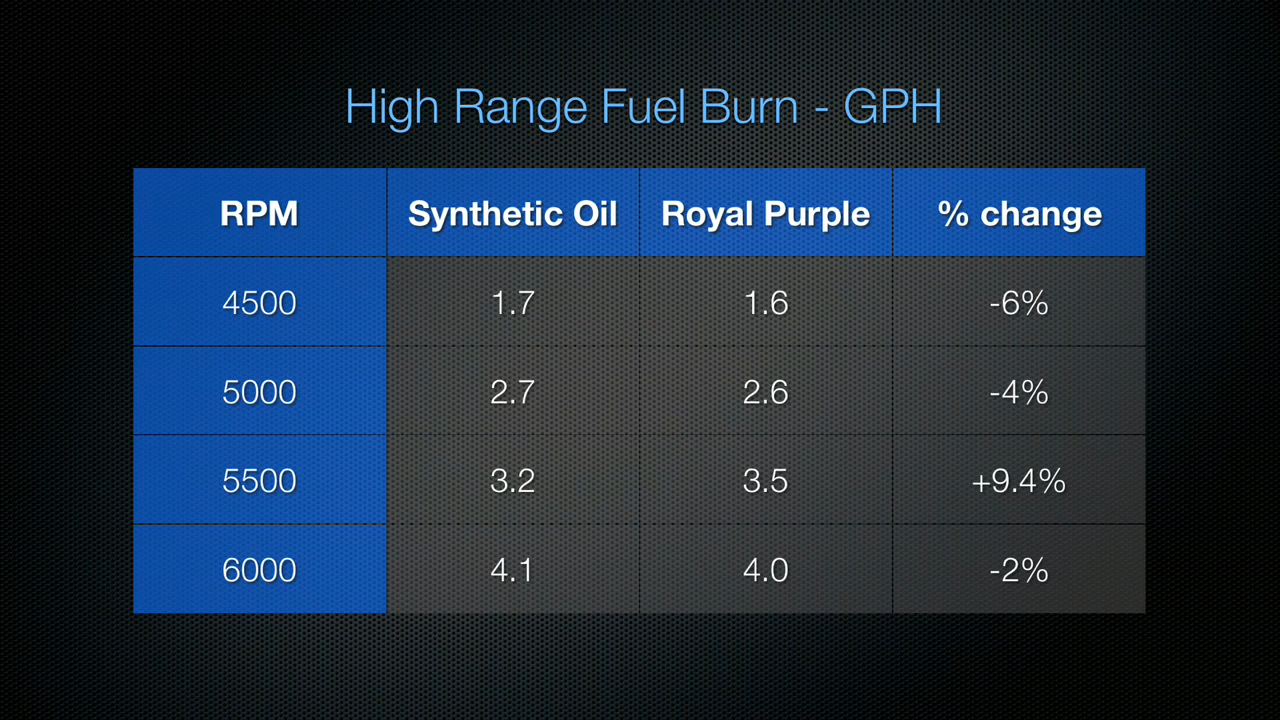 High Range Fuel Burn - GPH
RPM Synthetic Oil Royal Purple % change
4500 1.7 1.6 -6%
5000 2.7 2.6 -4%
5500 3.2 3.5 +9.4%
6000 4.1 4.0 -2%